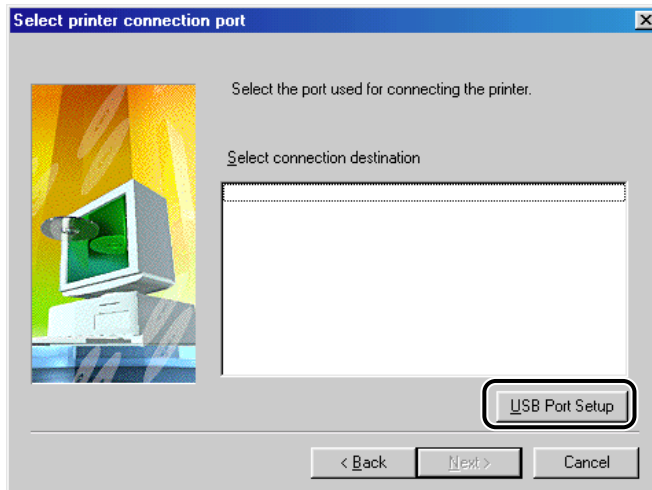 Select printer connection port
Select the port used for connecting the printer.
Select connection destination
USB Port Setup
< Back
Next >
Cancel